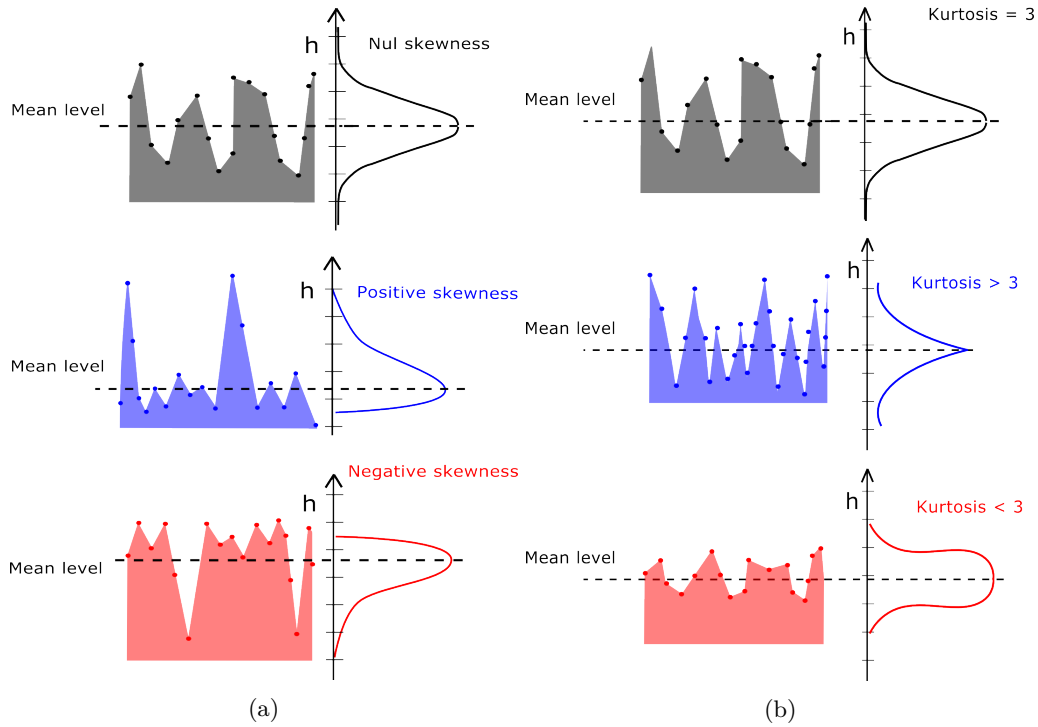 h
Nul skewness
Mean level
h
Positive skewness
Mean level
Negative skewness
h
Mean level
(a)
Kurtosis = 3
h
Mean level
h
Kurtosis > 3
Mean level
h
Kurtosis < 3
Mean level
(b)